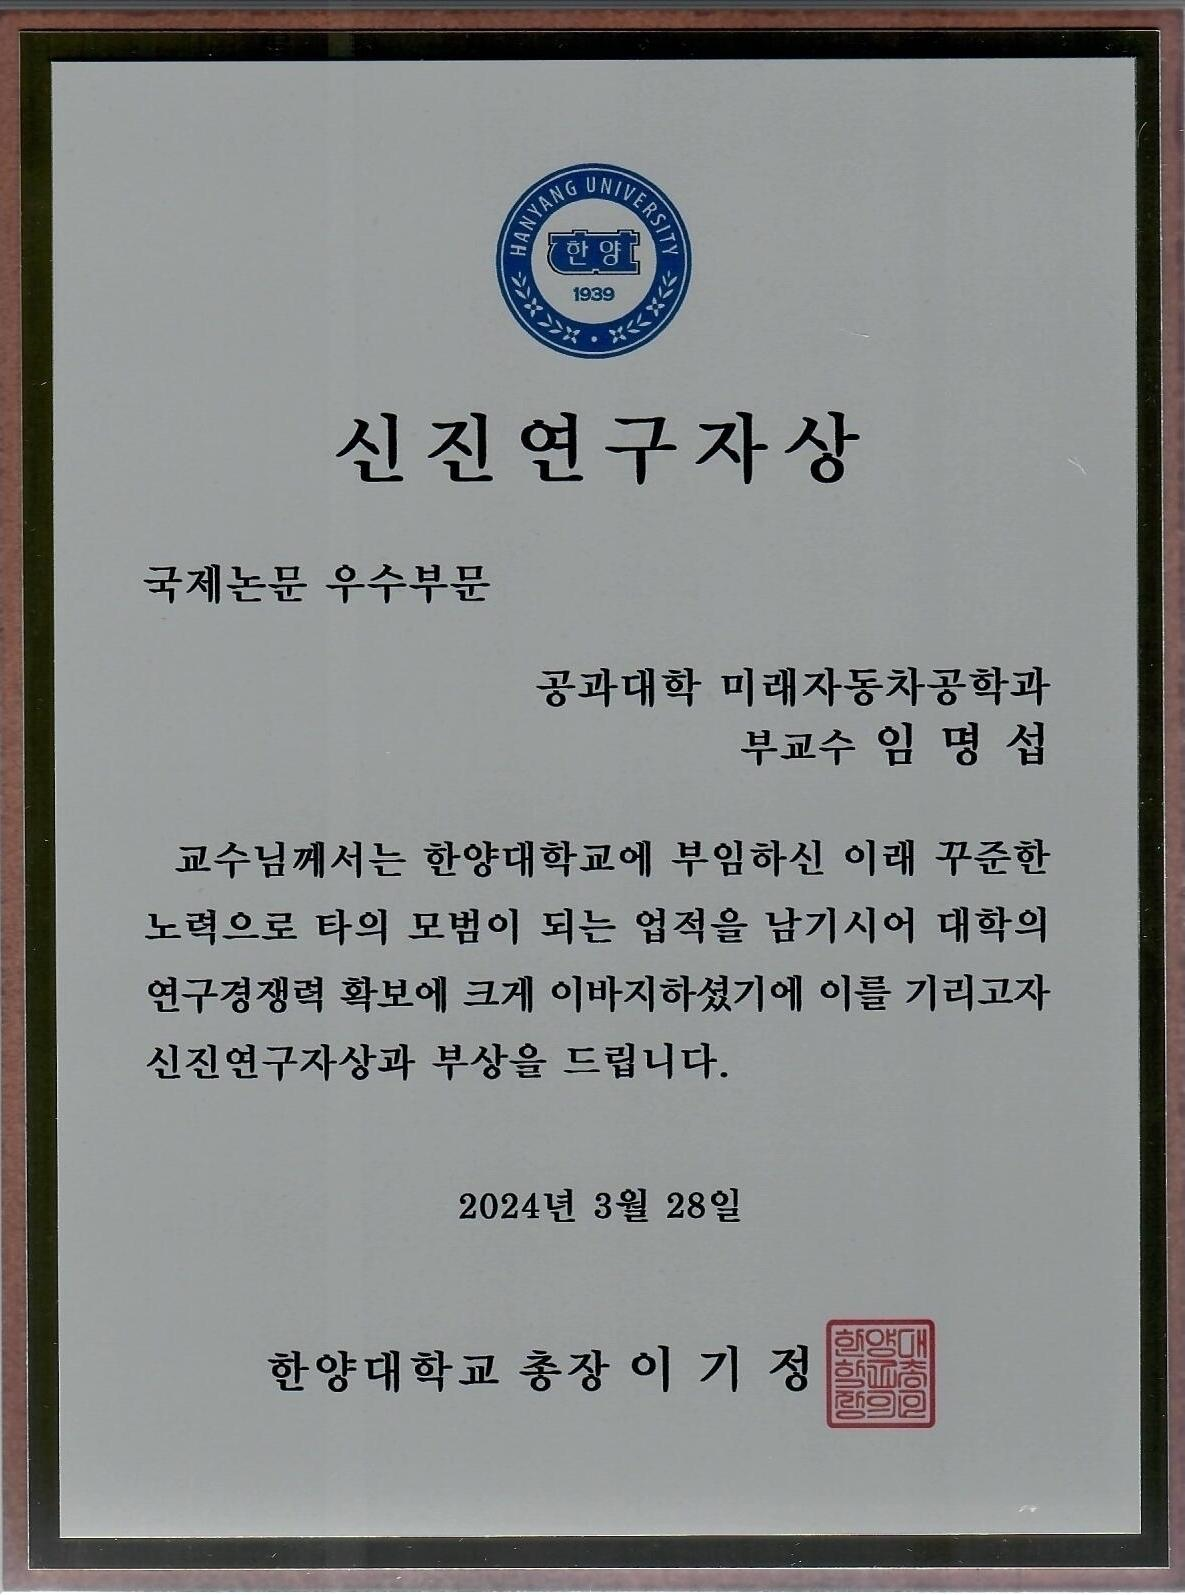 HANYANG UNIVERSITY
한양
1939
신진연구자상
국제논문 우수부문
공과대학 미래자동차공학과
부교수 임 명 섭
교수님께서는 한양대학교에 부임하신 이래 꾸준한
노력으로 타의 모범이 되는 업적을 남기시어 대학의
연구경쟁력 확보에 크게 이바지하셨기에 이를 기리고자
신진연구자상과 부상을 드립니다.
2024년 3월 28일
한양대학교 총장 이 기 정
한양대
학교총
장의인